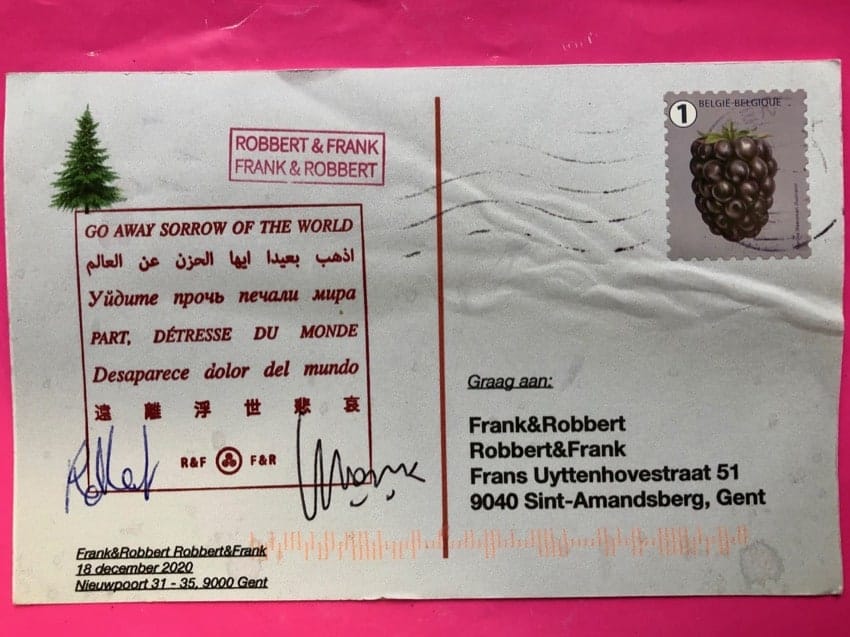 ROBBERT & FRANK
FRANK & ROBBERT
GO AWAY SORROW OF THE WORLD
اذهب بعيدا ايها الحزن عن العالم
Уйдите прочь печали мира
PART, DÉTRESSE DU MONDE
Desaparece dolor del mundo
遠離浮世悲哀
R&F F&R
Frank&Robbert Robbert&Frank
18 december 2020
Nieuwpoort 31 - 35, 9000 Gent
1 BELGIE-BELGIQUE
Graag aan:
Frank&Robbert
Robbert&Frank
Frans Uyttenhovestraat 51
9040 Sint-Amandsberg, Gent